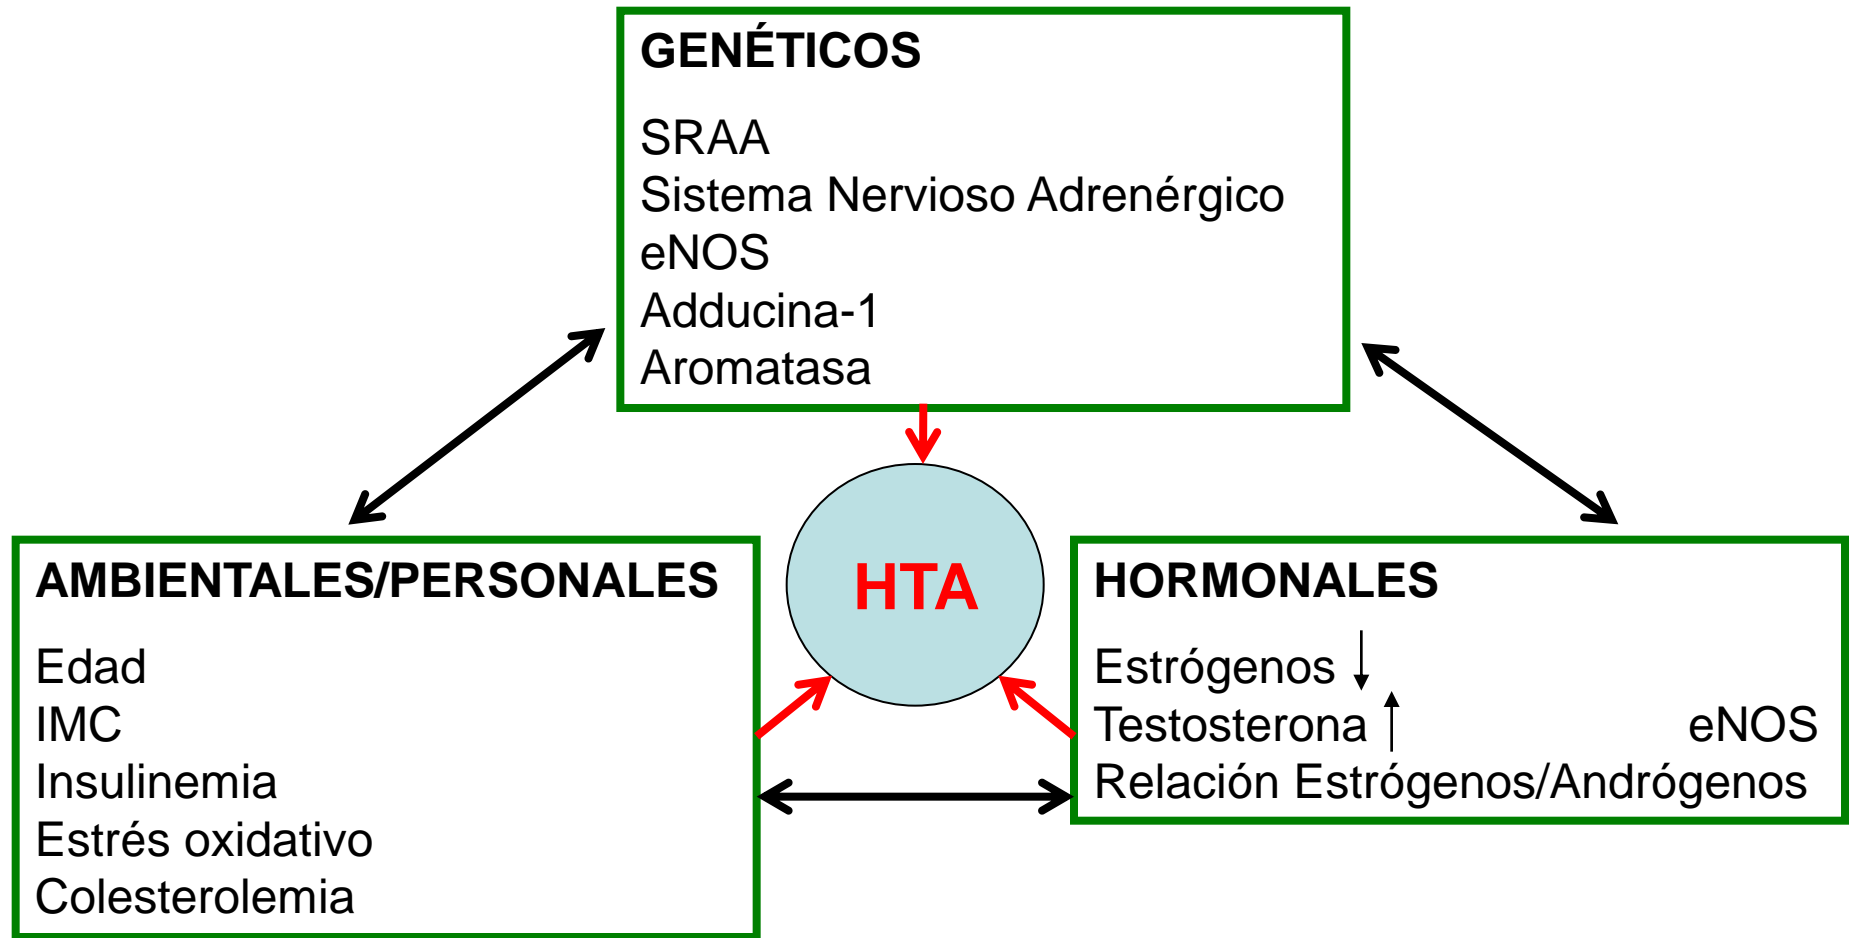 GENÉTICOS
SRAA
Sistema Nervioso Adrenérgico
eNOS
Adducina-1
Aromatasa
HTA
AMBIENTALES/PERSONALES
Edad
IMC
Insulinemia
Estrés oxidativo
Colesterolemia
HORMONALES
Estrógenos
Testosterona eNOS
Relación Estrógenos/Andrógenos